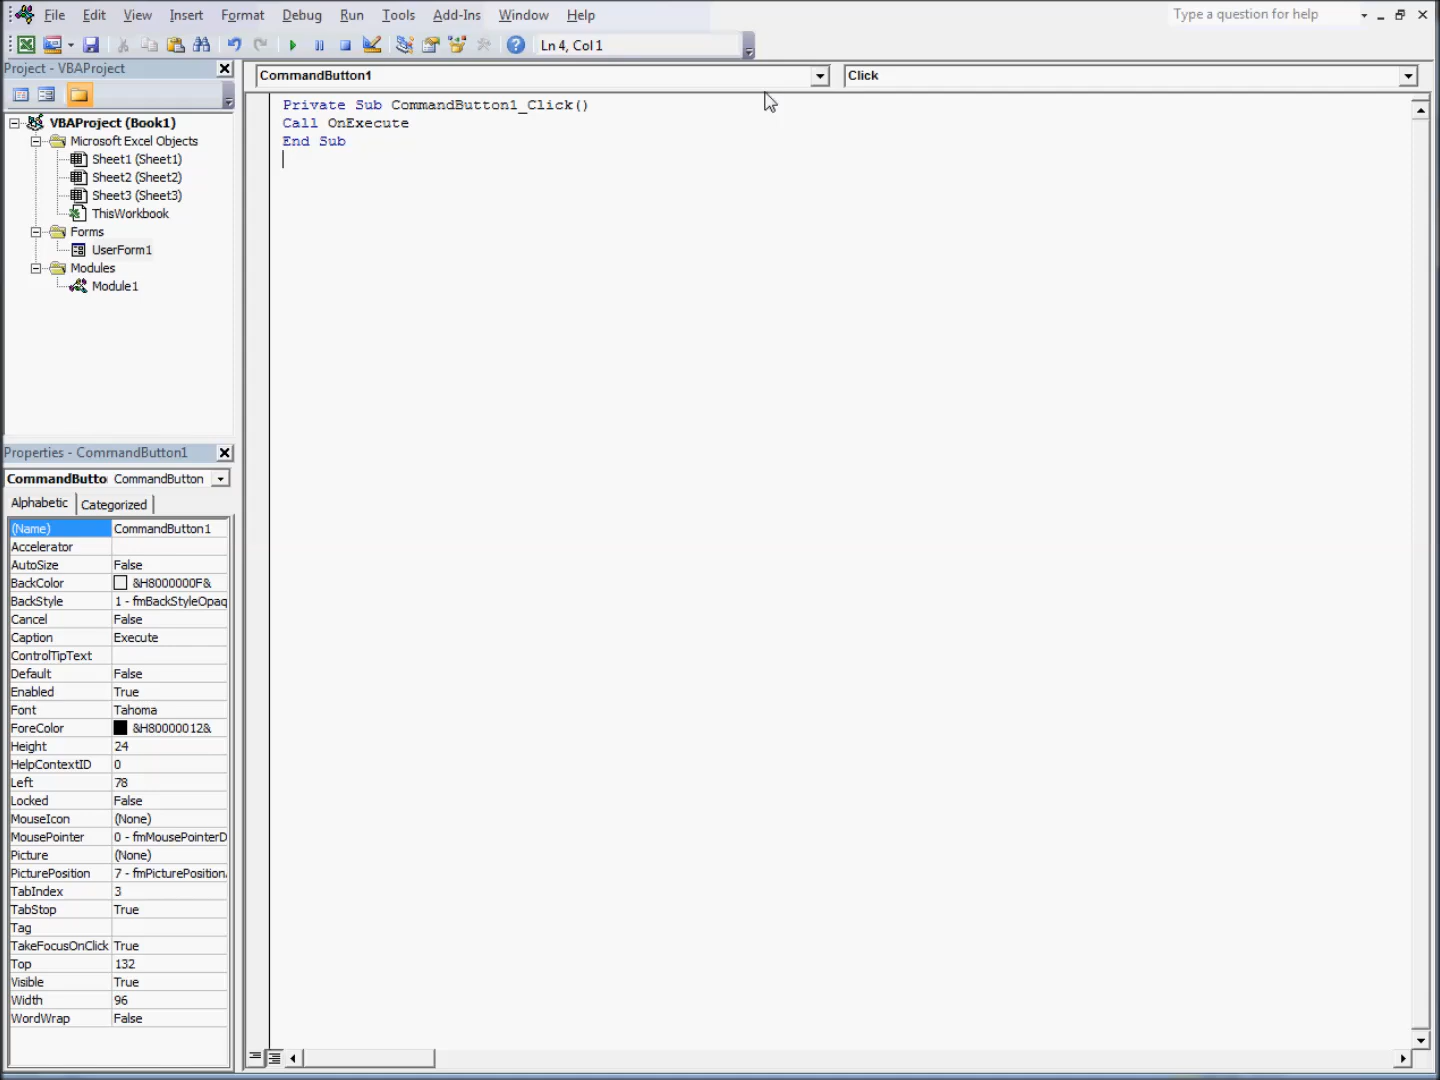 File Edit View Insert Format Debug Run Tools Add-Ins Window Help
Type a question for help
Ln 4, Col 1
Project - VBAProject
VBAProject (Book1)
Microsoft Excel Objects
Sheet1 (Sheet1)
Sheet2 (Sheet2)
Sheet3 (Sheet3)
ThisWorkbook
Forms
UserForm1
Modules
Module1
CommandButton1
Click
Private Sub CommandButton1_Click()
Call OnExecute
End Sub
Properties - CommandButton1
CommandButto CommandButton
Alphabetic Categorized
(Name) CommandButton1
Accelerator
AutoSize False
BackColor &H8000000F&
BackStyle 1 - fmBackStyleOpaq
Cancel False
Caption Execute
ControlTipText
Default False
Enabled True
Font Tahoma
ForeColor &H80000012&
Height 24
HelpContextID 0
Left 78
Locked False
MouseIcon (None)
MousePointer 0 - fmMousePointerD
Picture (None)
PicturePosition 7 - fmPicturePosition
TabIndex 3
TabStop True
Tag
TakeFocusOnClick True
Top 132
Visible True
Width 96
WordWrap False